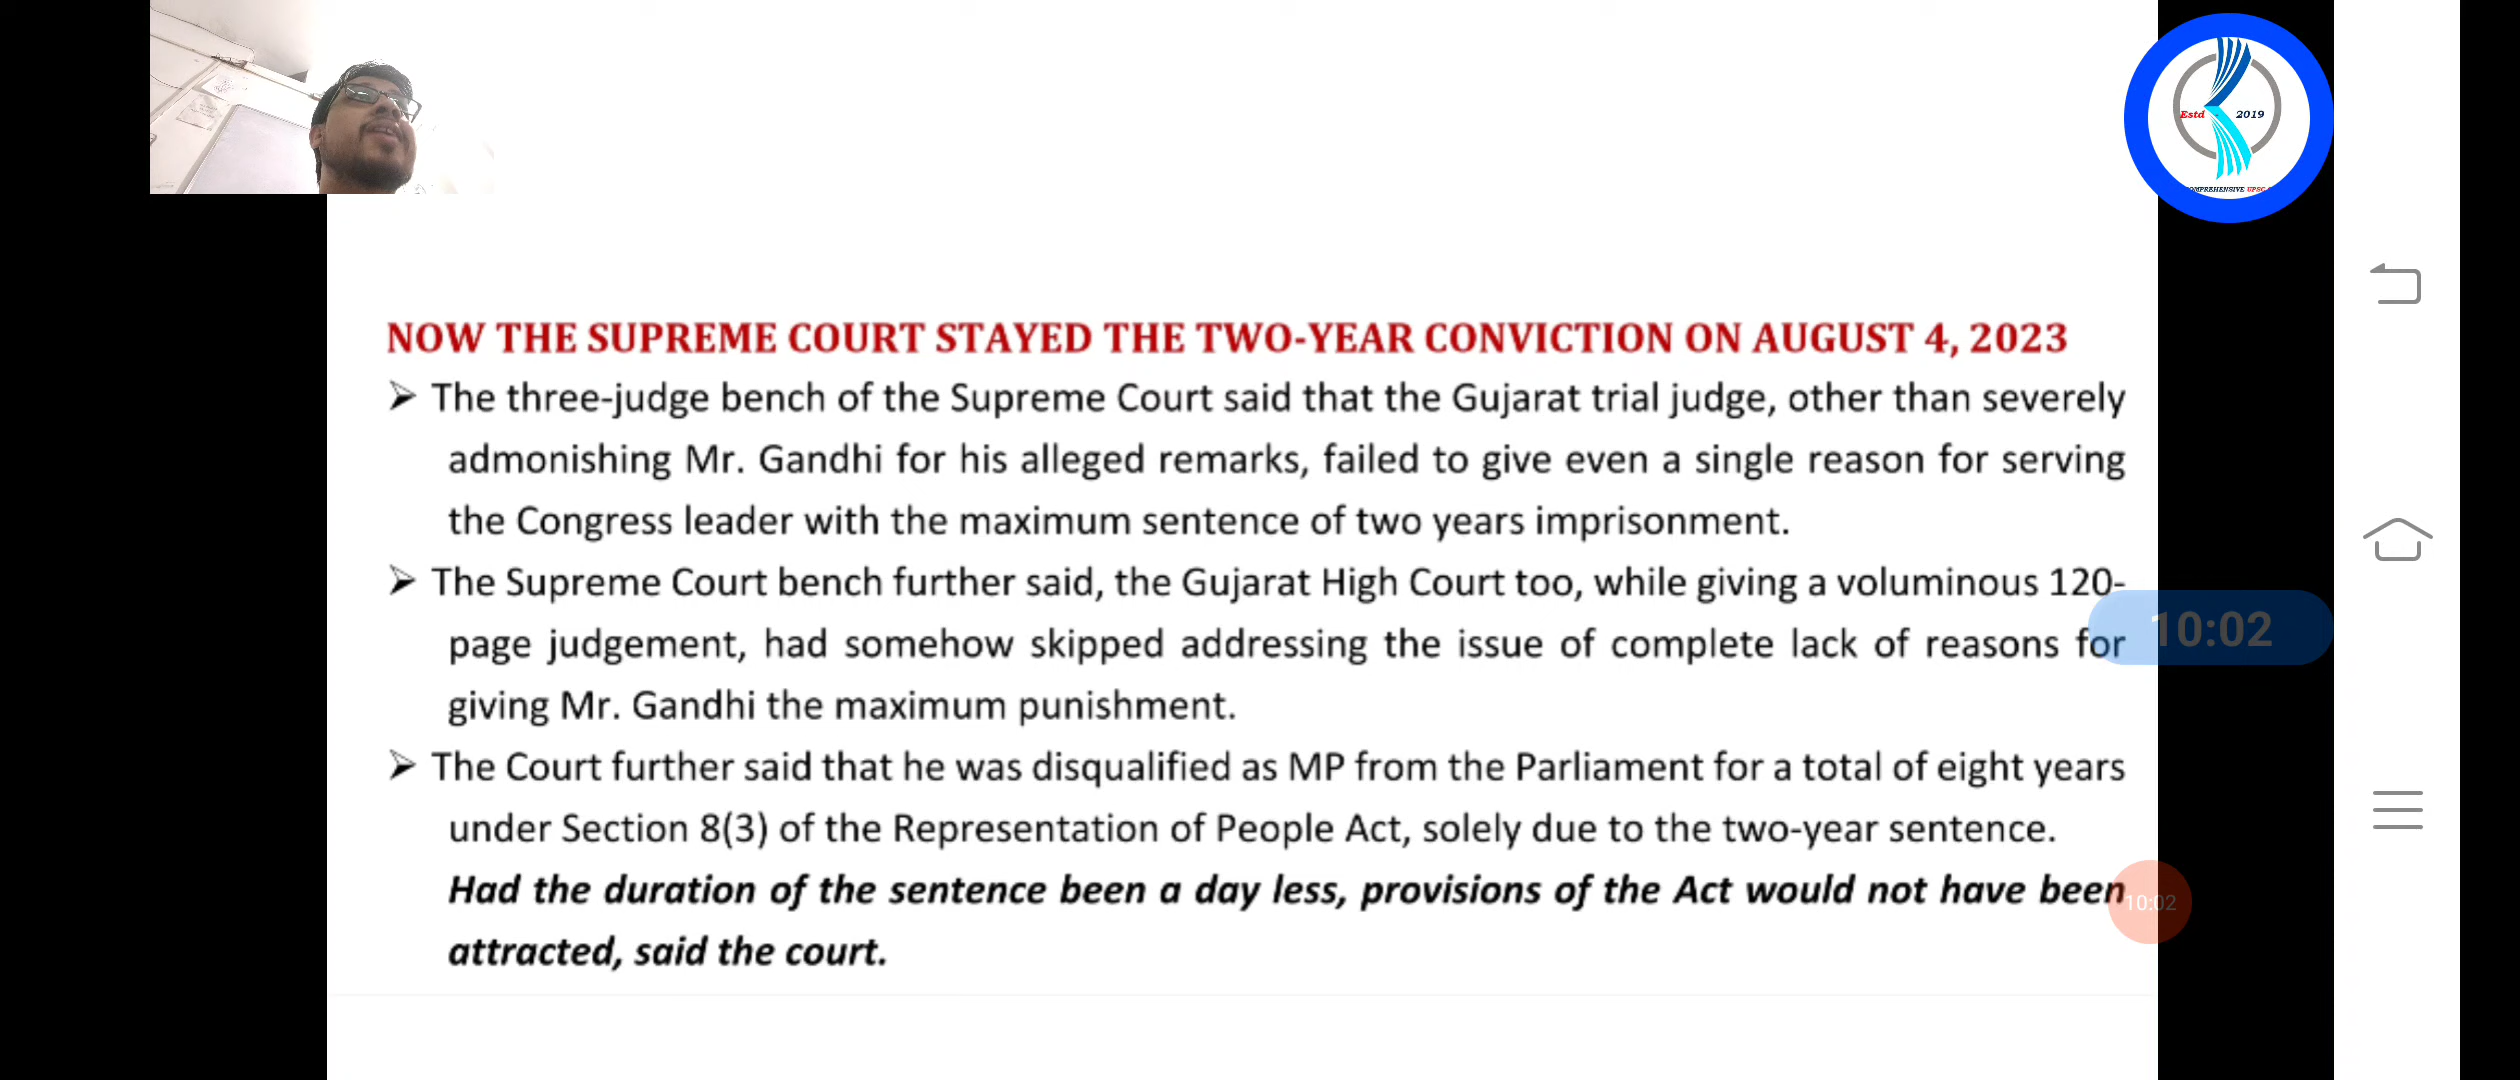 Estd - 2019
COMPREHENSIVE UPSC
NOW THE SUPREME COURT STAYED THE TWO-YEAR CONVICTION ON AUGUST 4, 2023
➤ The three-judge bench of the Supreme Court said that the Gujarat trial judge, other than severely
admonishing Mr. Gandhi for his alleged remarks, failed to give even a single reason for serving
the Congress leader with the maximum sentence of two years imprisonment.
➤ The Supreme Court bench further said, the Gujarat High Court too, while giving a voluminous 120-
page judgement, had somehow skipped addressing the issue of complete lack of reasons for
giving Mr. Gandhi the maximum punishment.
10:02
➤ The Court further said that he was disqualified as MP from the Parliament for a total of eight years
under Section 8(3) of the Representation of People Act, solely due to the two-year sentence.
Had the duration of the sentence been a day less, provisions of the Act would not have been
attracted, said the court.
10:02